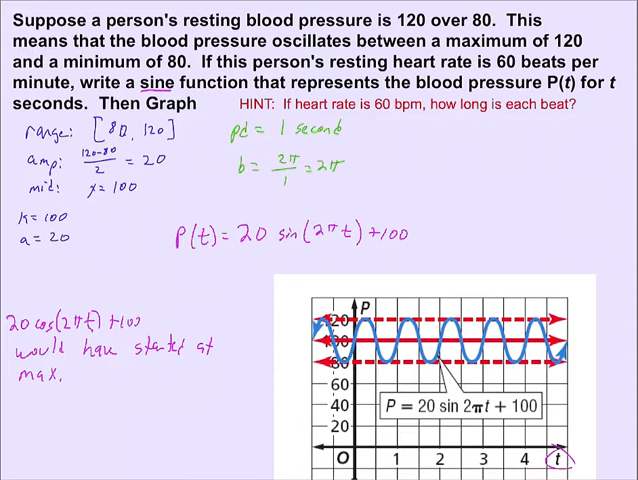 Suppose a person's resting blood pressure is 120 over 80. This
means that the blood pressure oscillates between a maximum of 120
and a minimum of 80. If this person's resting heart rate is 60 beats per
minute, write a sine function that represents the blood pressure P(t) for t
seconds. Then Graph
HINT: If heart rate is 60 bpm, how long is each beat?
range: [80, 120]
amp: 120-80/2 = 20
mid: y=100
k=100
a=20
pd = 1 second
b = 2π/1 = 2π
P(t) = 20 sin(2πt) +100
20 cos(2πt) +100
would have started at
max.
P
120
100
80
60
40
20
P = 20 sin 2πt + 100
O 1 2 3 4 t